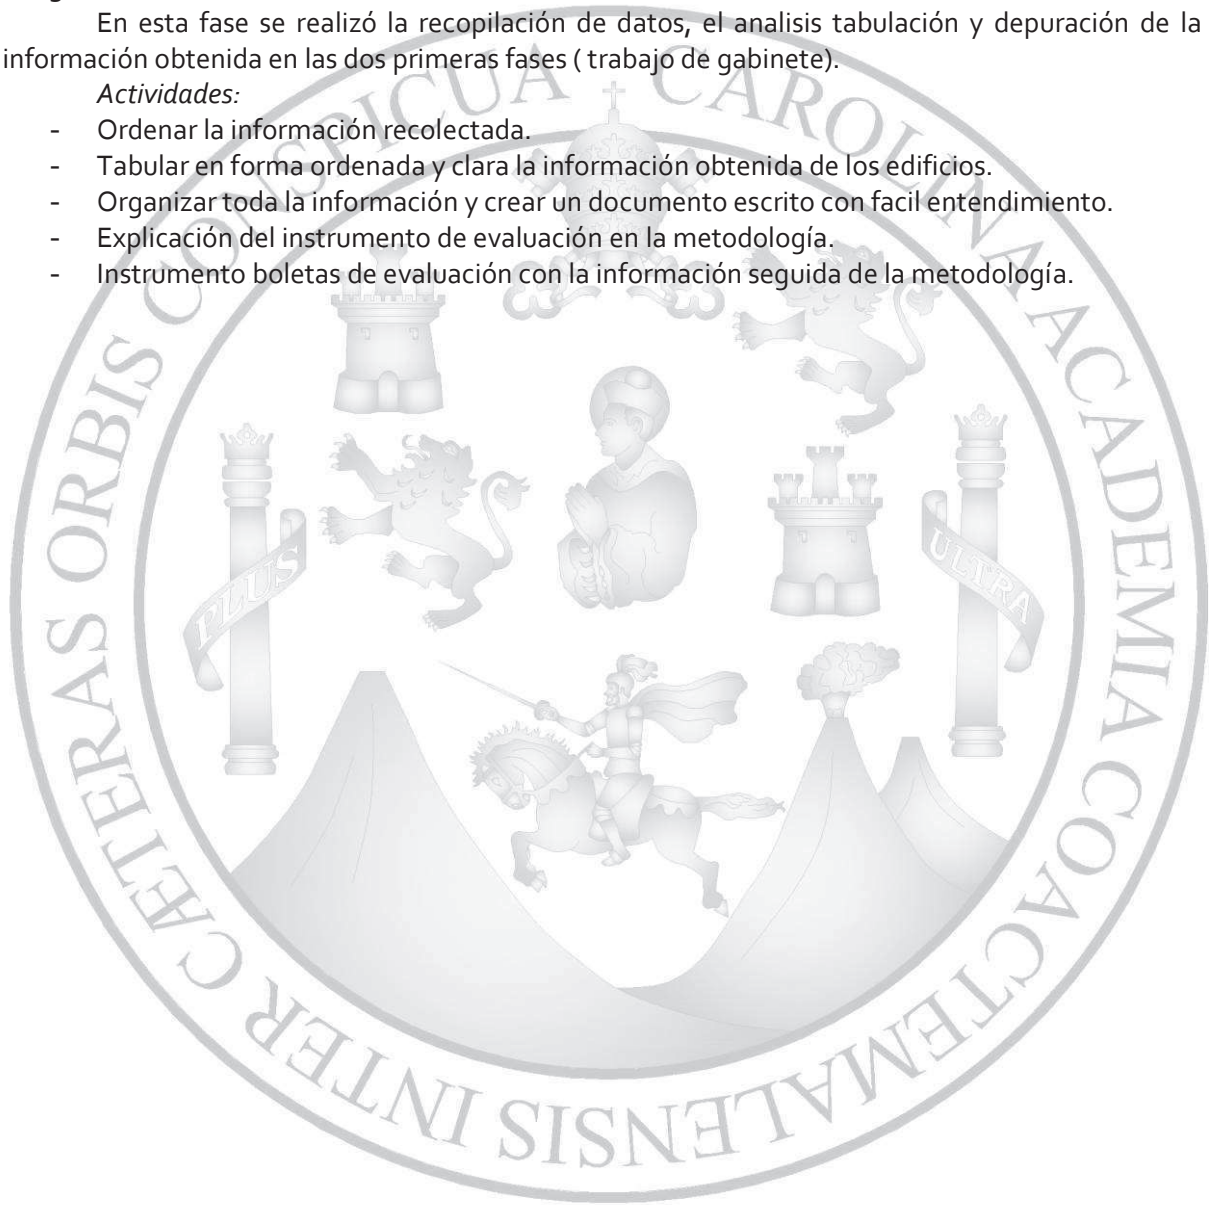 En esta fase se realizó la recopilación de datos, el analisis tabulación y depuración de la
información obtenida en las dos primeras fases ( trabajo de gabinete).
Actividades:
- Ordenar la información recolectada.
- Tabular en forma ordenada y clara la información obtenida de los edificios.
- Organizar toda la información y crear un documento escrito con facil entendimiento.
- Explicación del instrumento de evaluación en la metodología.
- Instrumento boletas de evaluación con la información seguida de la metodología.
CAETERAS ORBIS CONSPICUA CAROLINA ACADEMIA COACTEMALENSIS INTER
PLUS
ULTRA